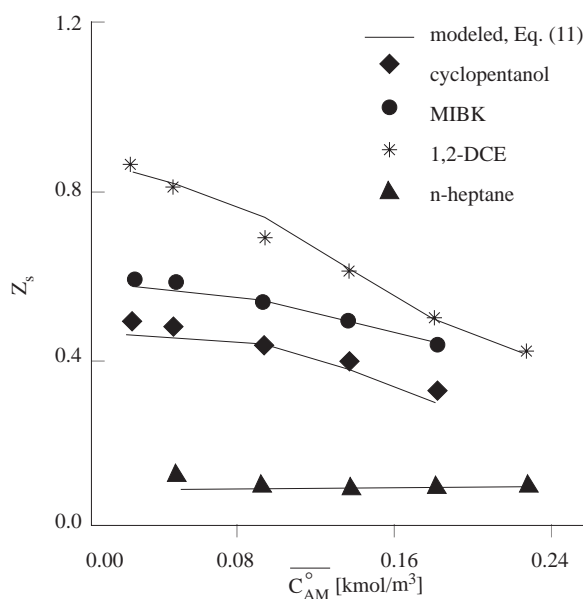 1.2
modeled, Eq. (11)
cyclopentanol
MIBK
1,2-DCE
n-heptane
0.8
Zs
0.4
0.0
0.00 0.08 0.16 0.24
C°AM [kmol/m³]